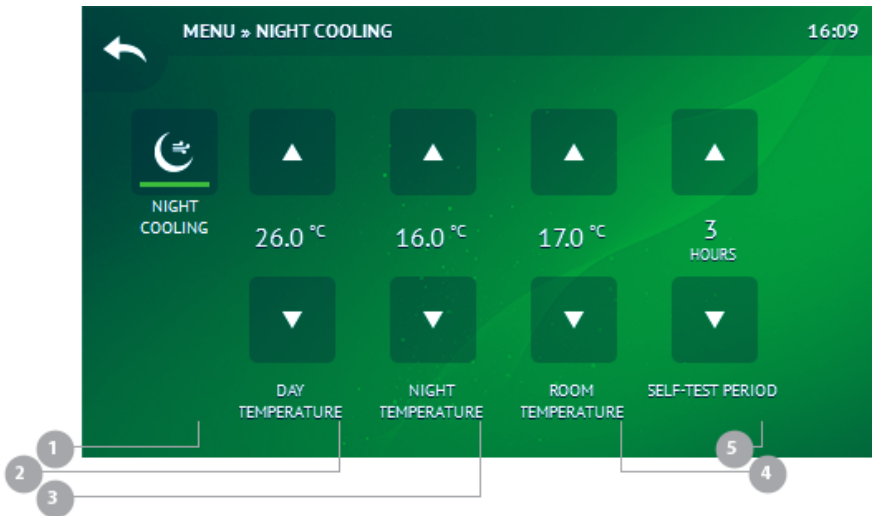 MENU » NIGHT COOLING
16:09
NIGHT
COOLING
26.0 °C
16.0 °C
17.0 °C
3
HOURS
DAY
TEMPERATURE
NIGHT
TEMPERATURE
ROOM
TEMPERATURE
SELF-TEST PERIOD
1
2
3
4
5